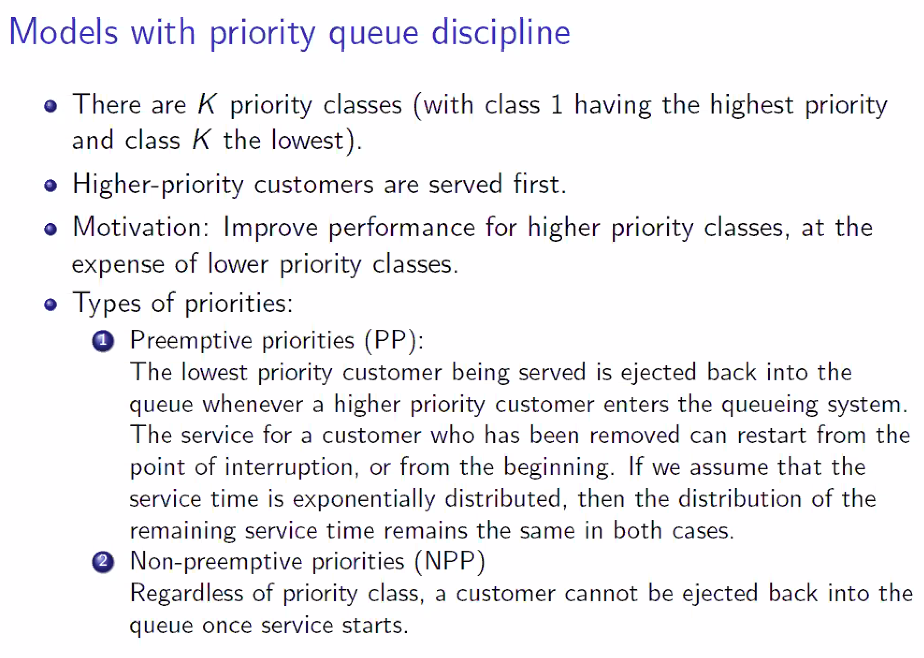 Models with priority queue discipline
There are K priority classes (with class 1 having the highest priority
and class K the lowest).
Higher-priority customers are served first.
Motivation: Improve performance for higher priority classes, at the
expense of lower priority classes.
Types of priorities:
1 Preemptive priorities (PP):
The lowest priority customer being served is ejected back into the
queue whenever a higher priority customer enters the queueing system.
The service for a customer who has been removed can restart from the
point of interruption, or from the beginning. If we assume that the
service time is exponentially distributed, then the distribution of the
remaining service time remains the same in both cases.
2 Non-preemptive priorities (NPP)
Regardless of priority class, a customer cannot be ejected back into the
queue once service starts.